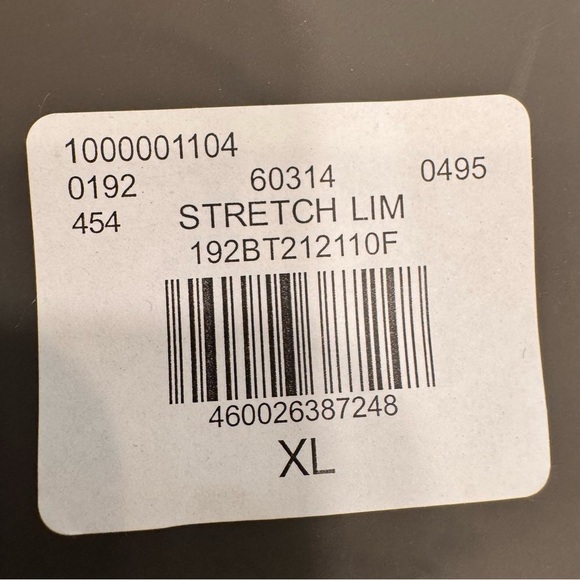 1000001104
0192 60314 0495
454 STRETCH LIM
192BT212110F
460026387248
XL